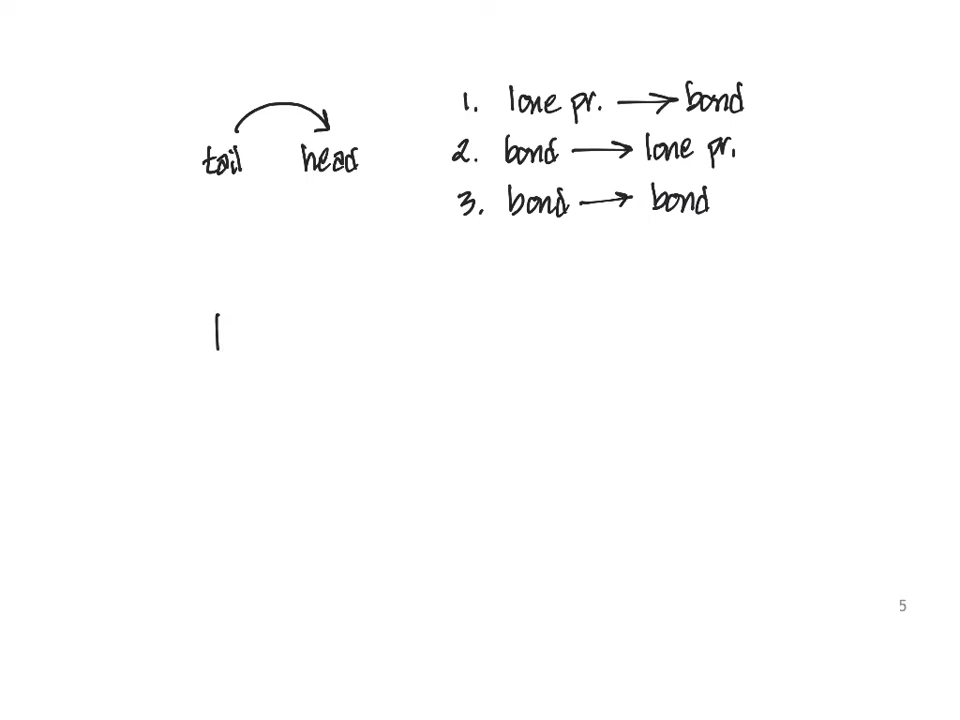 tail head
1. lone pr. → bond
2. bond → lone pr.
3. bond → bond
5